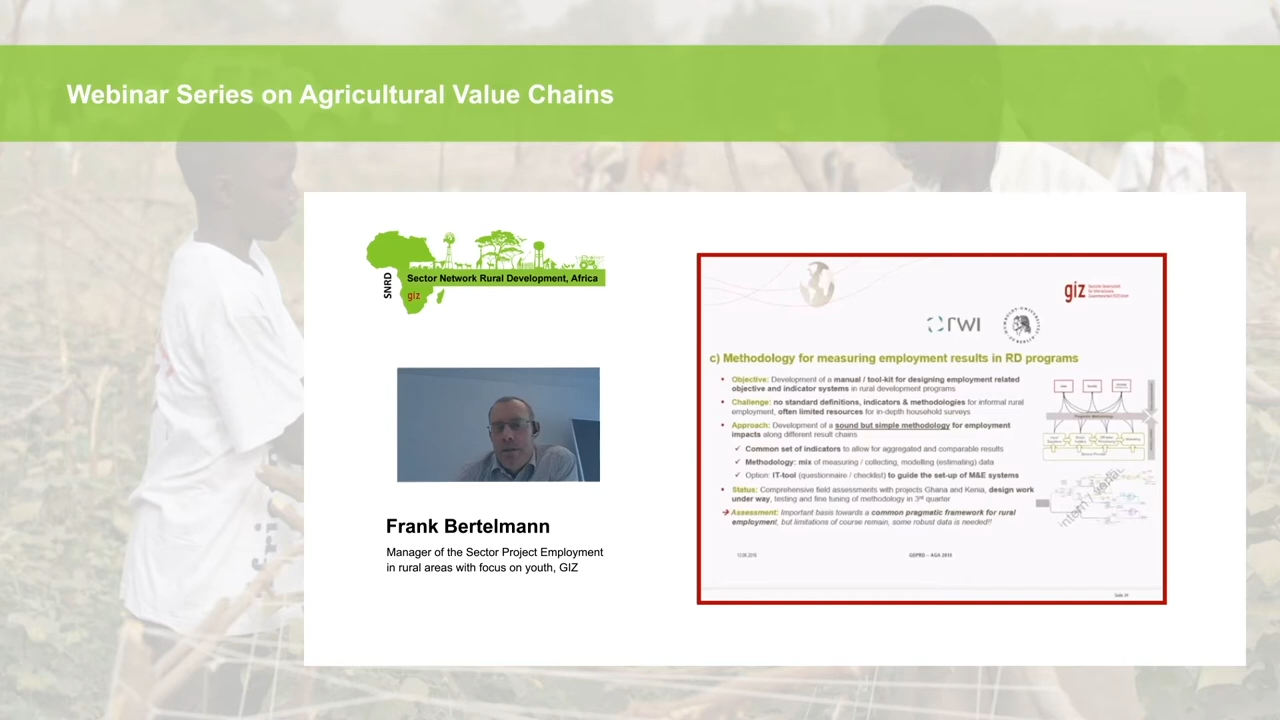 Webinar Series on Agricultural Value Chains
SNRD
Sector Network Rural Development, Africa
giz
Frank Bertelmann
Manager of the Sector Project Employment
in rural areas with focus on youth, GIZ
giz
rwi
c) Methodology for measuring employment results in RD programs
• Objective: Development of a manual / tool-kit for designing employment related
objective and indicator systems in rural development programs
• Challenge: no standard definitions, indicators & methodologies for informal rural
employment, often limited resources for in-depth household surveys
• Approach: Development of a sound but simple methodology for employment
impacts along different result chains
✓ Common set of indicators to allow for aggregated and comparable results
✓ Methodology: mix of measuring / collecting, modelling (estimating) data
✓ Option: IT-tool (questionnaire / checklist) to guide the set-up of M&E systems
• Status: Comprehensive field assessments with projects Ghana and Kenia, design work
under way, testing and fine tuning of methodology in 3rd quarter
➔ Assessment: Important basis towards a common pragmatic framework for rural
employment, but limitations of course remain, some robust data is needed!!